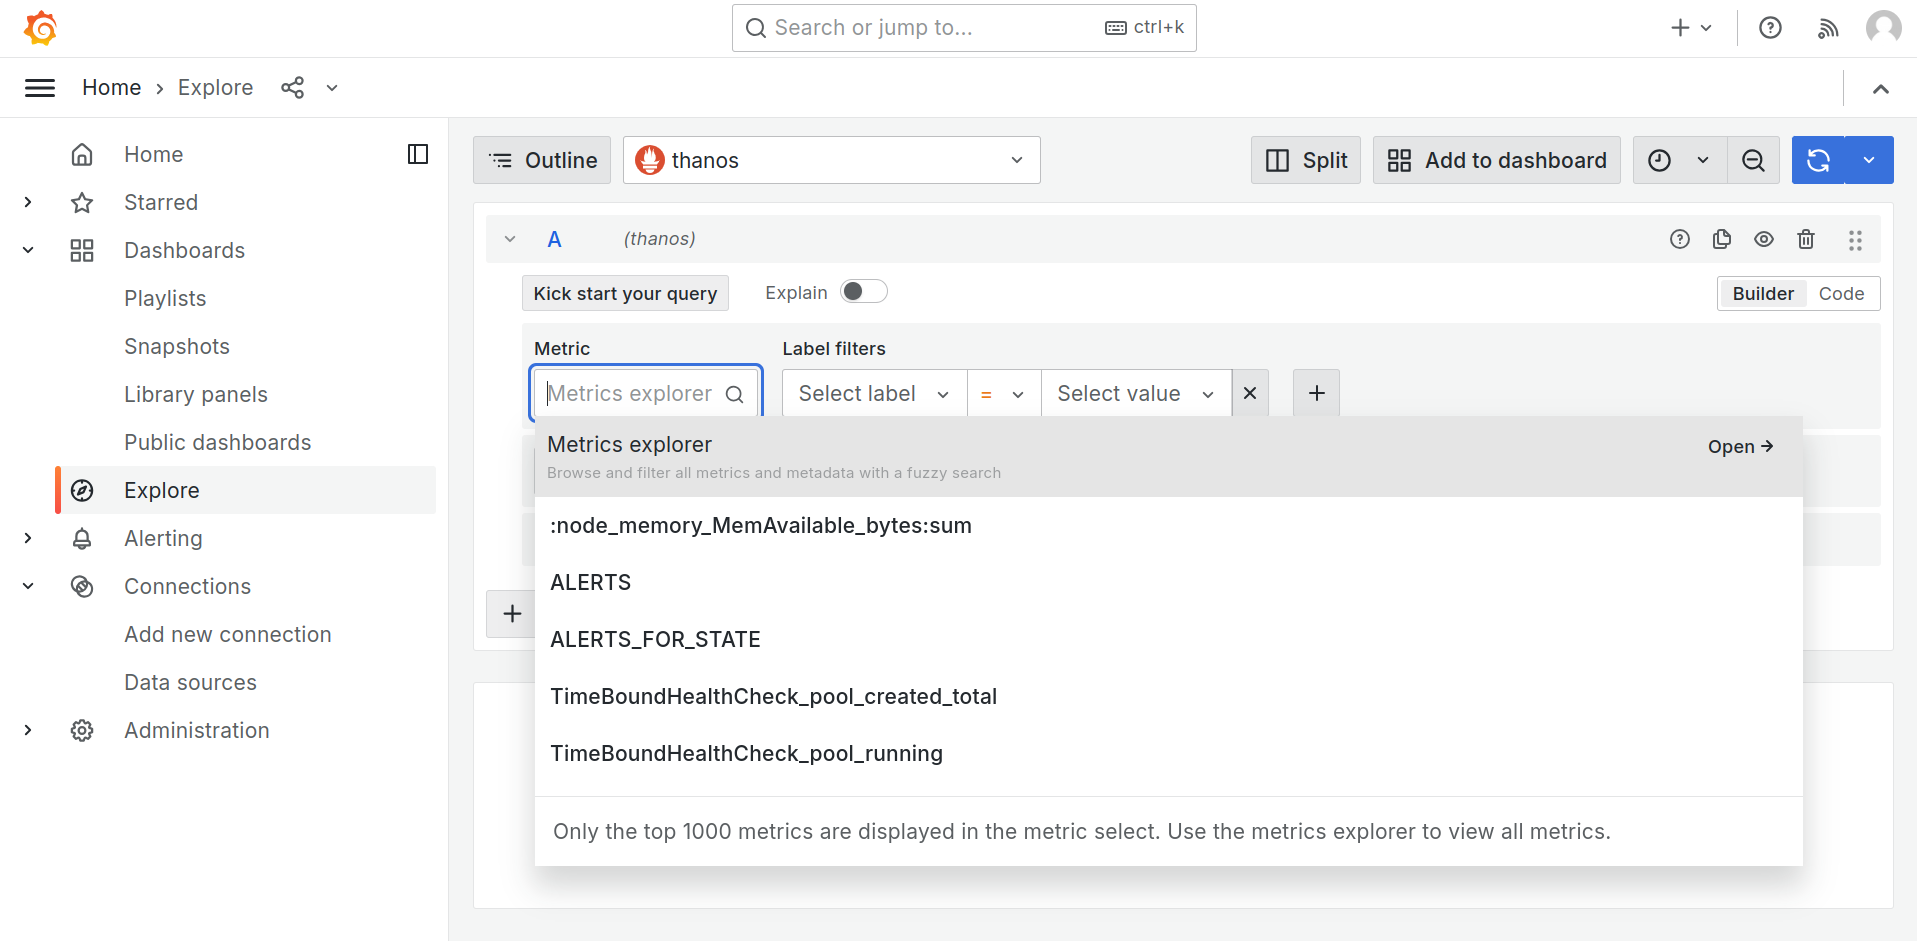 Search or jump to...
ctrl+k
Home
Explore
Home
Starred
Dashboards
Playlists
Snapshots
Library panels
Public dashboards
Explore
Alerting
Connections
Add new connection
Data sources
Administration
Outline
thanos
Split
Add to dashboard
A
(thanos)
Kick start your query
Explain
Builder
Code
Metric
Label filters
Metrics explorer
Select label
=
Select value
Metrics explorer
Open
Browse and filter all metrics and metadata with a fuzzy search
:node_memory_MemAvailable_bytes:sum
ALERTS
ALERTS_FOR_STATE
TimeBoundHealthCheck_pool_created_total
TimeBoundHealthCheck_pool_running
Only the top 1000 metrics are displayed in the metric select. Use the metrics explorer to view all metrics.